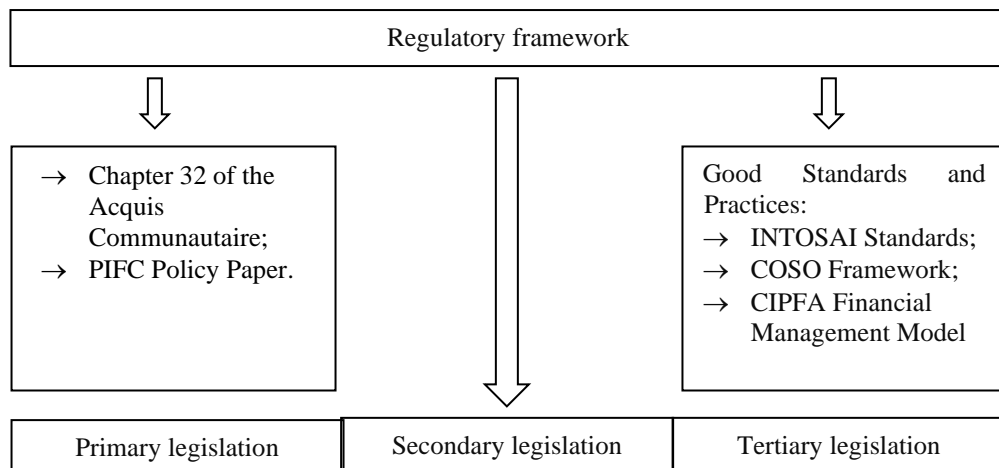 Regulatory framework
→ Chapter 32 of the
Acquis
Communautaire;
→ PIFC Policy Paper.
Good Standards and
Practices:
→ INTOSAI Standards;
→ COSO Framework;
→ CIPFA Financial
Management Model
Primary legislation
Secondary legislation
Tertiary legislation